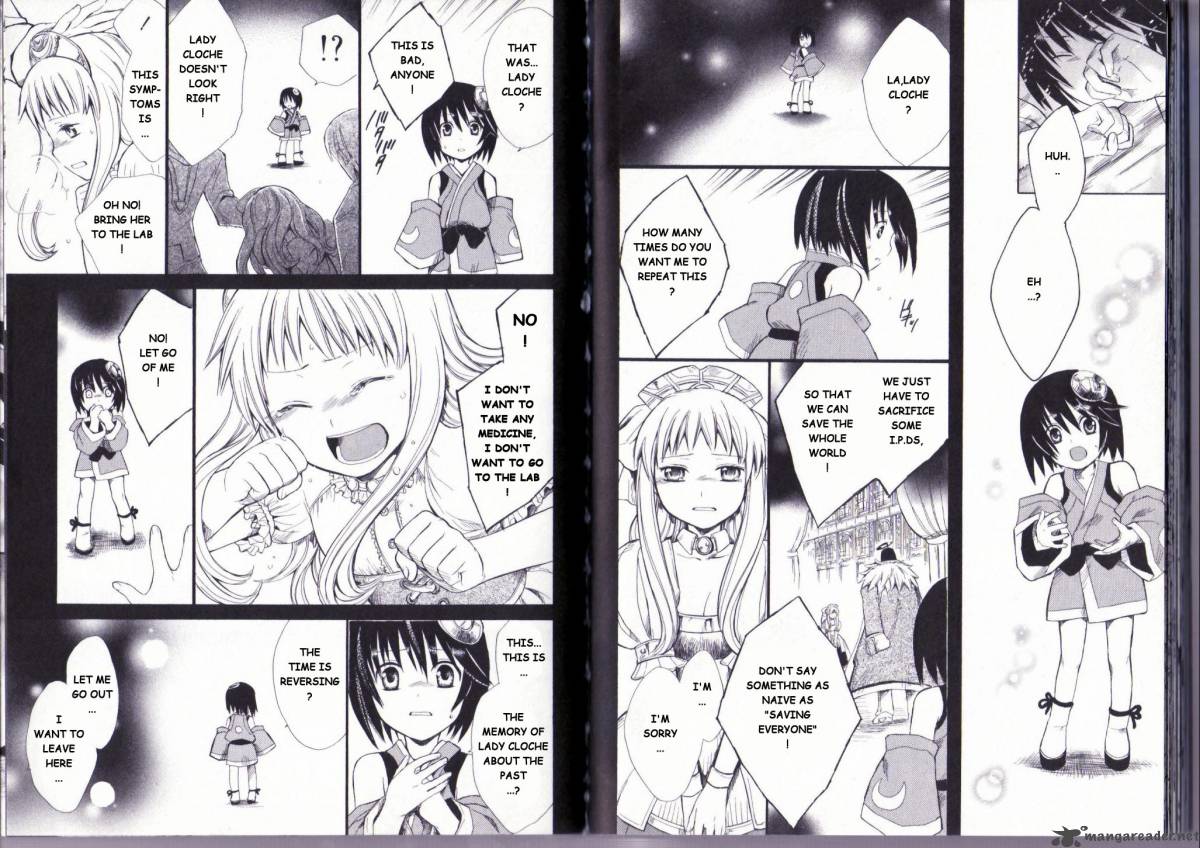 HUH.
..
EH
...?
LA,LADY
CLOCHE
?
HOW MANY
TIMES DO YOU
WANT ME TO
REPEAT THIS
?
WE JUST
HAVE TO
SACRIFICE
SOME
I.P.DS,
SO THAT
WE CAN
SAVE THE
WHOLE
WORLD
!
DON'T SAY
SOMETHING AS
NAIVE AS
"SAVING
EVERYONE"
!
I'M
...
I'M
SORRY
...
THAT
WAS...
LADY
CLOCHE
?
THIS IS
BAD,
ANYONE
!
バタバタ
!?
LADY
CLOCHE
DOESN'T
LOOK
RIGHT
!
!
THIS
SYMP-
TOMS IS
...
OH NO!
BRING HER
TO THE LAB
!
NO
!
I DON'T
WANT TO
TAKE ANY
MEDICINE,
I DON'T
WANT TO GO
TO THE LAB
!
NO!
LET GO
OF ME
!
THIS...
THIS IS
...
THE
MEMORY OF
LADY CLOCHE
ABOUT THE
PAST
...?
THE
TIME IS
REVERSING
?
LET ME
GO OUT
...
I
WANT TO
LEAVE
HERE
...
mangareader.net